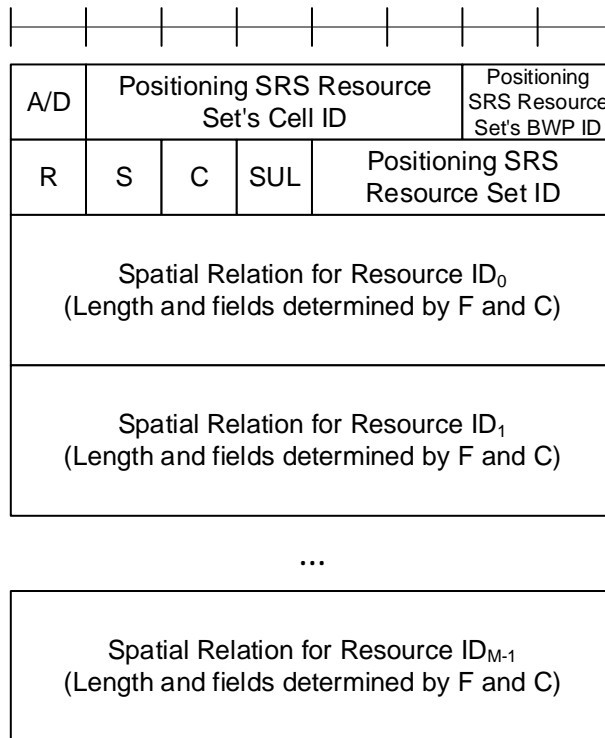 A/D
Positioning SRS Resource
Set's Cell ID
Positioning
SRS Resource
Set's BWP ID
R
S
C
SUL
Positioning SRS
Resource Set ID
Spatial Relation for Resource ID0
(Length and fields determined by F and C)
Spatial Relation for Resource ID1
(Length and fields determined by F and C)
...
Spatial Relation for Resource IDM-1
(Length and fields determined by F and C)